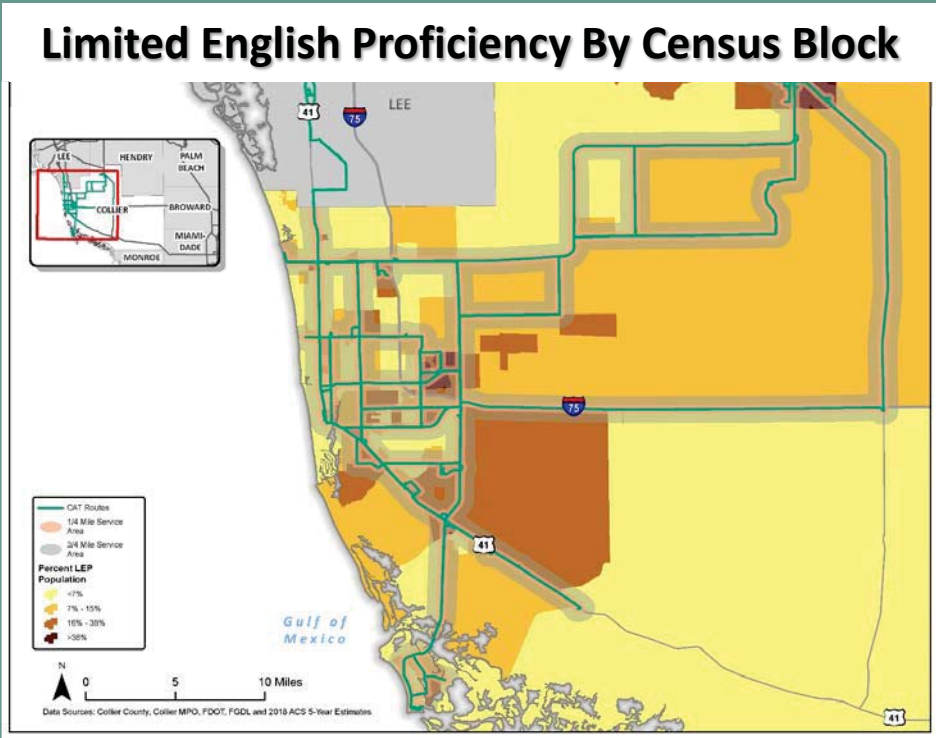 Limited English Proficiency By Census Block
41
75
LEE
LEE
HENDRY
PALM
BEACH
COLLIER
BROWARD
MIAMI-
DADE
MONROE
75
41
CAT Routes
1/4 Mile Service
Area
3/4 Mile Service
Area
Percent LEP
Population
<7%
7% - 15%
16% - 38%
>38%
Gulf of
Mexico
N
0 5 10 Miles
Data Sources: Collier County, Collier MPO, FDOT, FGDL and 2018 ACS 5-Year Estimates
41